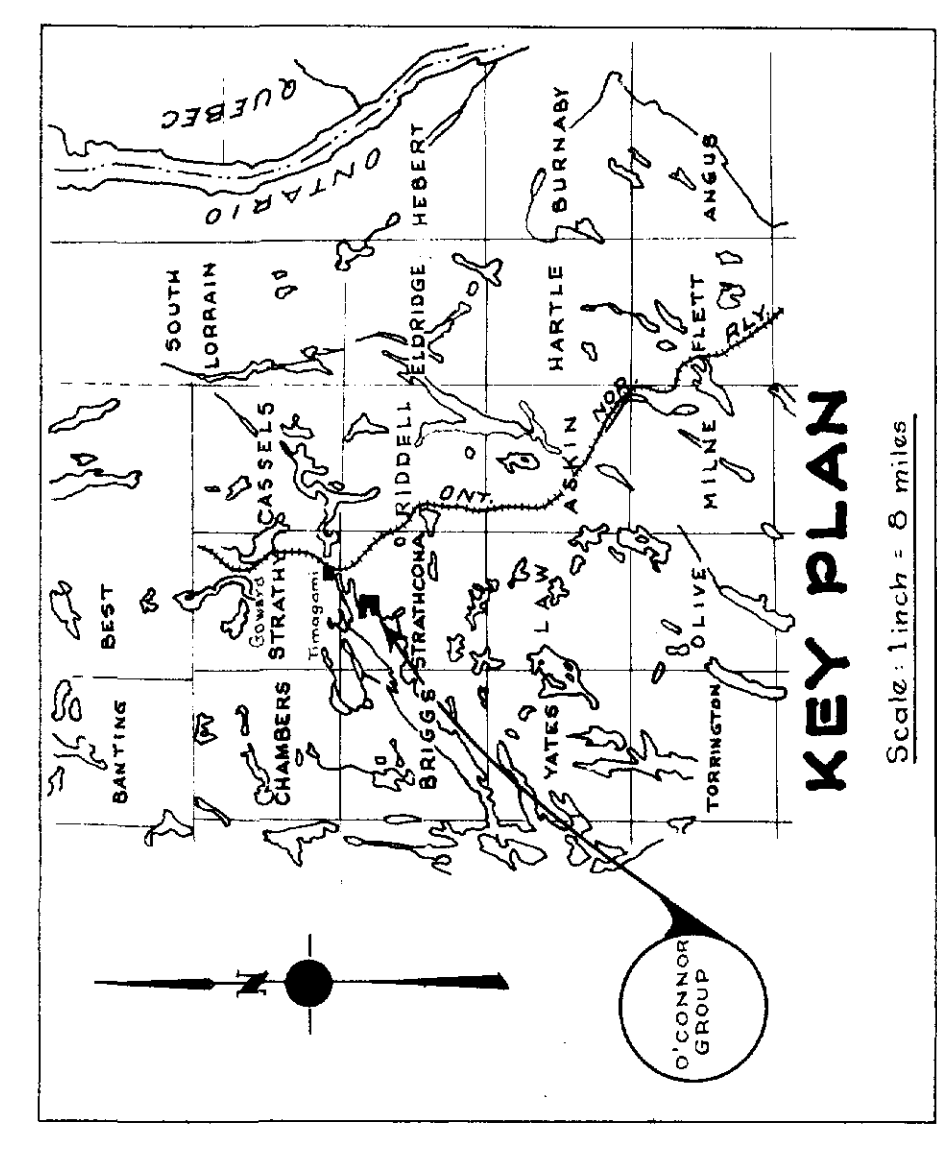 QUEBEC
ONTARIO
SOUTH
LORRAIN
HEBERT
BURNABY
ANGUS
ELDRIDGE
HARTLE
FLETT
CASSELS
RIDDELL
ASKIN
MILNE
ONT.
NOR.
RLY.
BEST
Goward
STRATHY
Timagami
STRATHCONA
LAW
OLIVE
BANTING
CHAMBERS
BRIGGS
YATES
TORRINGTON
N
O'CONNOR
GROUP
KEY PLAN
Scale: 1 inch = 8 miles